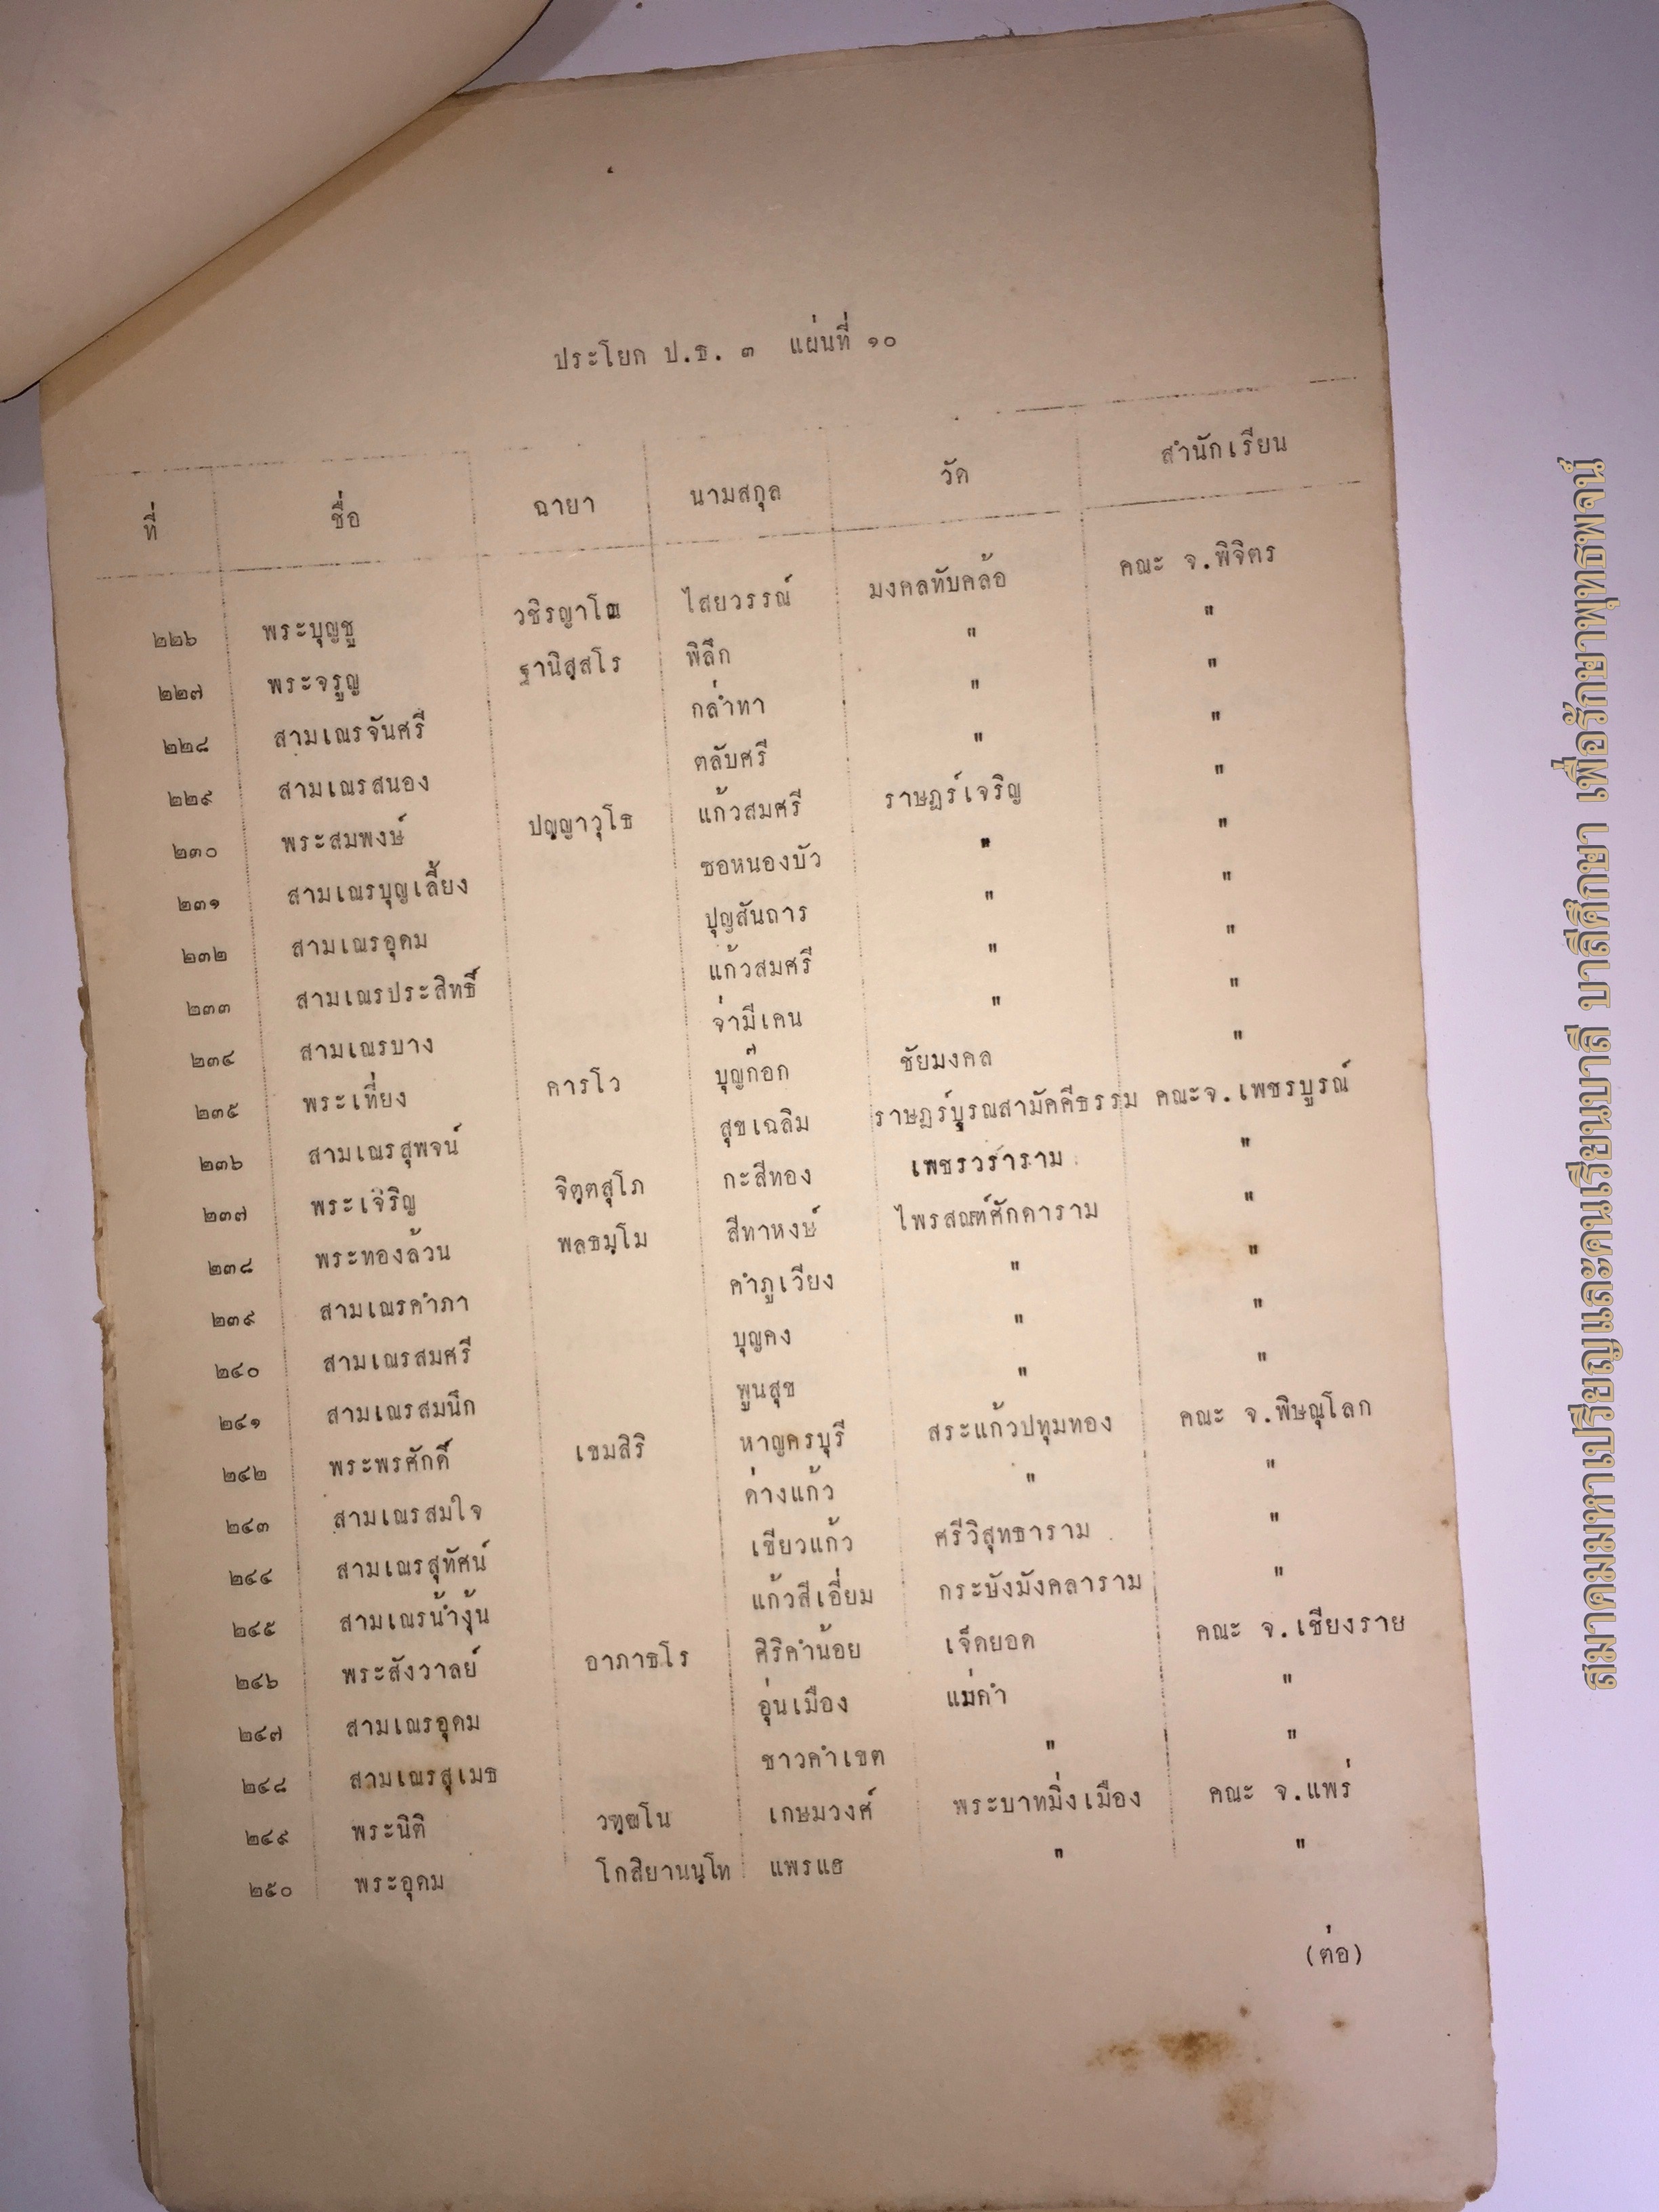 ประโยค ป.ธ. ๓ แผ่นที่ ๑๐
ที่ ชื่อ ฉายา นามสกุล วัด สำนักเรียน
๒๒๖ พระบุญชู วชิรญาโณ ไสยวรรณ์ มงคลทับคล้อ คณะ จ.พิจิตร
๒๒๗ พระจรูญ ฐานิสฺสโร พิลึก " "
๒๒๘ สามเณรจันศรี กล่ำทา " "
๒๒๙ สามเณรสนอง ตลับศรี " "
๒๓๐ พระสมพงษ์ ปญฺญาวุโธ แก้วสมศรี ราษฎร์เจริญ "
๒๓๑ สามเณรบุญเลี้ยง ซอหนองบัว " "
๒๓๒ สามเณรอุดม ปุญสันถาร " "
๒๓๓ สามเณรประสิทธิ์ แก้วสมศรี " "
๒๓๔ สามเณรบาง จ่ามีเคน " "
๒๓๕ พระเที่ยง คารโว บุญก๊อก ชัยมงคล "
๒๓๖ สามเณรสุพจน์ สุขเฉลิม ราษฎร์บูรณสามัคคีธรรม คณะจ.เพชรบูรณ์
๒๓๗ พระเจริญ จิตฺตสุโภ กะสีทอง เพชรวราราม "
๒๓๘ พระทองล้วน พลธมฺโม สีทาหงษ์ ไพรสณฑ์ศักดาราม "
๒๓๙ สามเณรคำภา คำภูเวียง " "
๒๔๐ สามเณรสมศรี บุญคง " "
๒๔๑ สามเณรสมนึก พูนสุข " "
๒๔๒ พระพรศักดิ์ เขมสิริ หาญครบุรี สระแก้วปทุมทอง คณะ จ.พิษณุโลก
๒๔๓ สามเณรสมใจ ค่างแก้ว " "
๒๔๔ สามเณรสุทัศน์ เขียวแก้ว ศรีวิสุทธาราม "
๒๔๕ สามเณรน้ำงุ้น แก้วสีเอี่ยม กระษังมังคลาราม "
๒๔๖ พระสังวาลย์ อาภาธโร ศิริคำน้อย เจ็ดยอด คณะ จ.เชียงราย
๒๔๗ สามเณรอุดม อุ่นเมือง แม่คำ "
๒๔๘ สามเณรสุเมธ ชาวคำเขต " "
๒๔๙ พระนิติ วฑฺฒโน เกษมวงศ์ พระบาทมิ่งเมือง คณะ จ.แพร่
๒๕๐ พระอุดม โกสิยานนฺโท แพรแฮ " "
(ต่อ)
สมาคมมหาเปรียญและคนเรียนบาลี บาลีศึกษา เพื่อรักษาพุทธพจน์